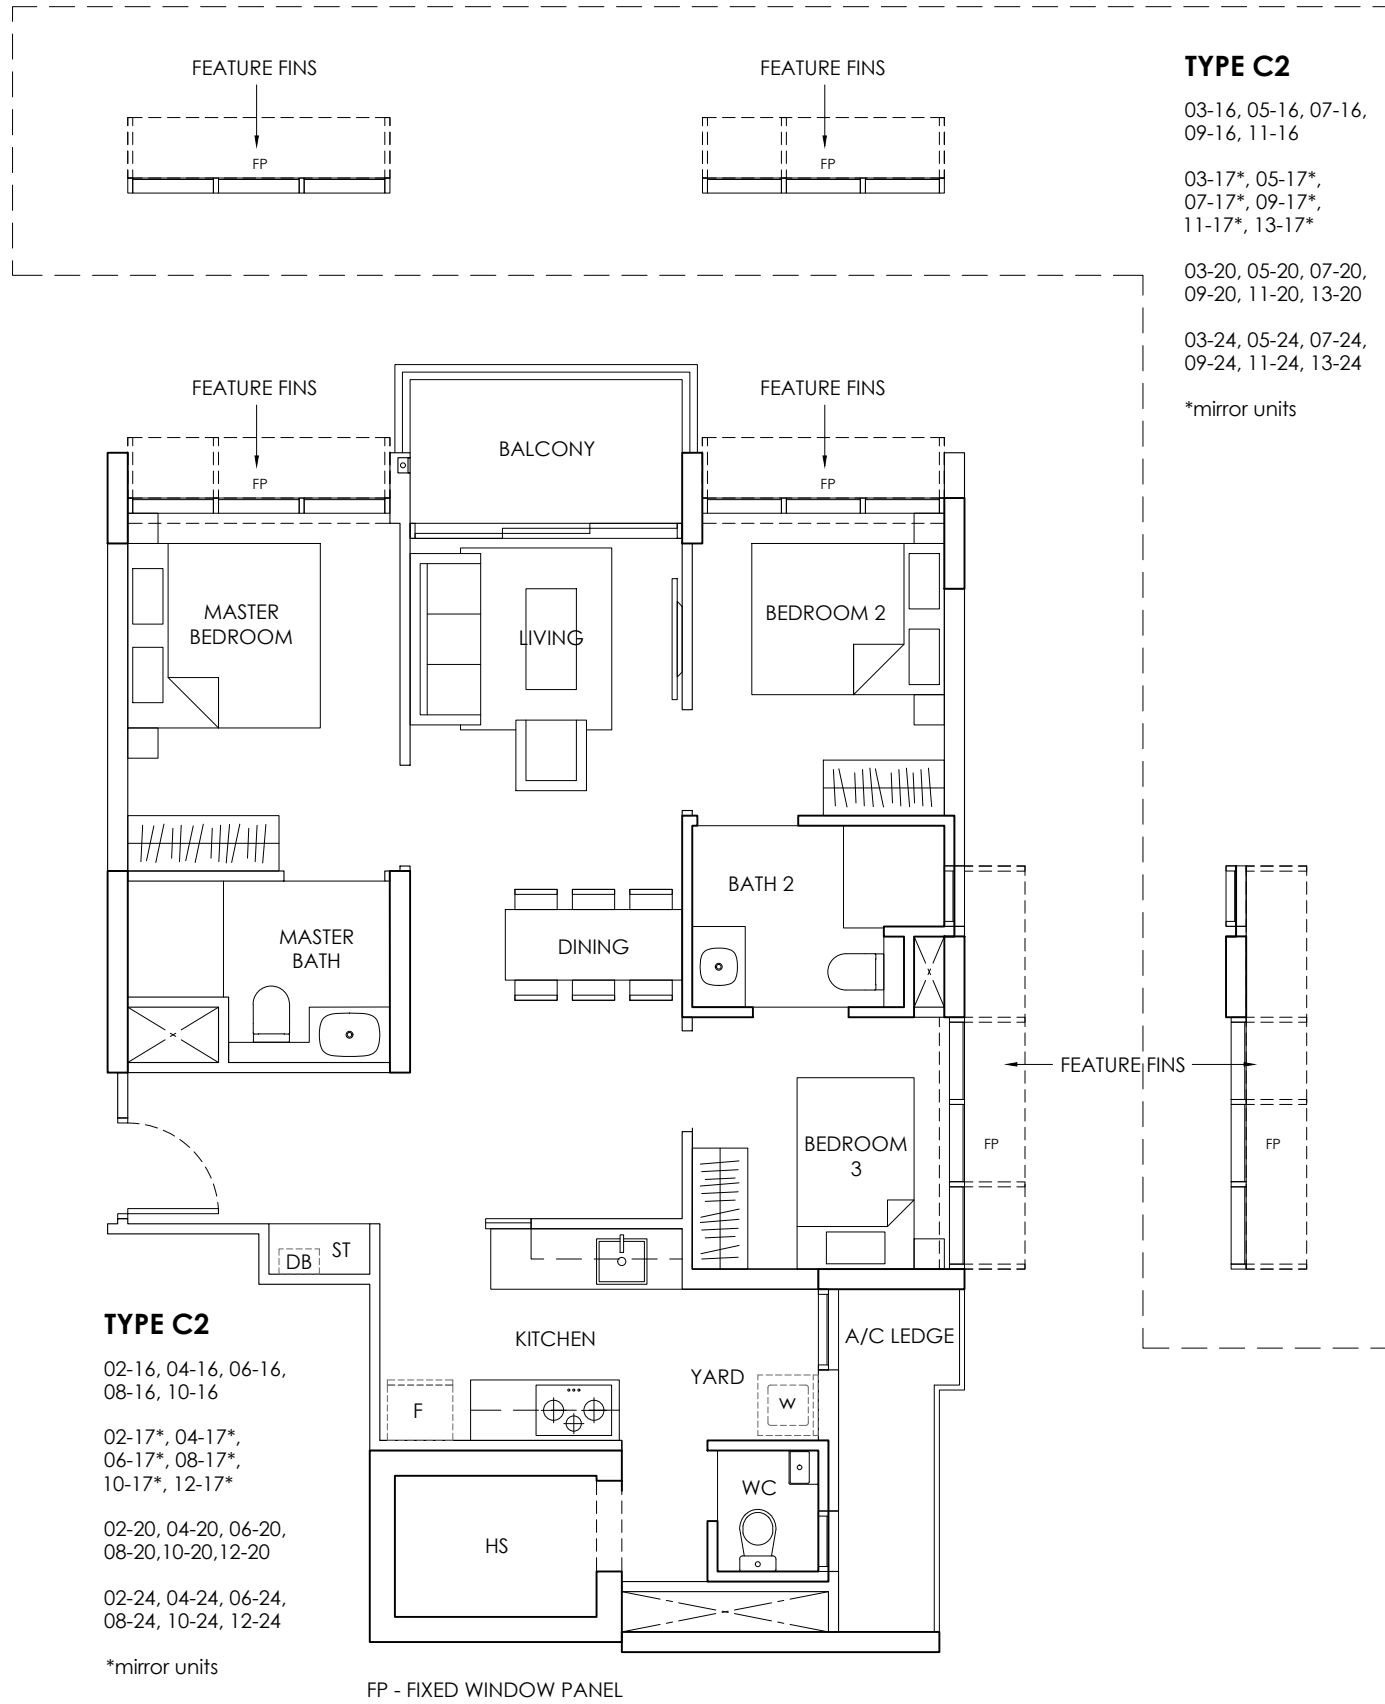 FEATURE FINS
FP
FEATURE FINS
FP
TYPE C2
03-16, 05-16, 07-16,
09-16, 11-16
03-17*, 05-17*,
07-17*, 09-17*,
11-17*, 13-17*
03-20, 05-20, 07-20,
09-20, 11-20, 13-20
03-24, 05-24, 07-24,
09-24, 11-24, 13-24
*mirror units
FEATURE FINS
FP
BALCONY
FEATURE FINS
FP
MASTER
BEDROOM
LIVING
BEDROOM 2
MASTER
BATH
DINING
BATH 2
FEATURE FINS
BEDROOM
3
FP
FP
DB
ST
KITCHEN
YARD
A/C LEDGE
F
W
WC
HS
TYPE C2
02-16, 04-16, 06-16,
08-16, 10-16
02-17*, 04-17*,
06-17*, 08-17*,
10-17*, 12-17*
02-20, 04-20, 06-20,
08-20,10-20,12-20
02-24, 04-24, 06-24,
08-24, 10-24, 12-24
*mirror units
FP - FIXED WINDOW PANEL